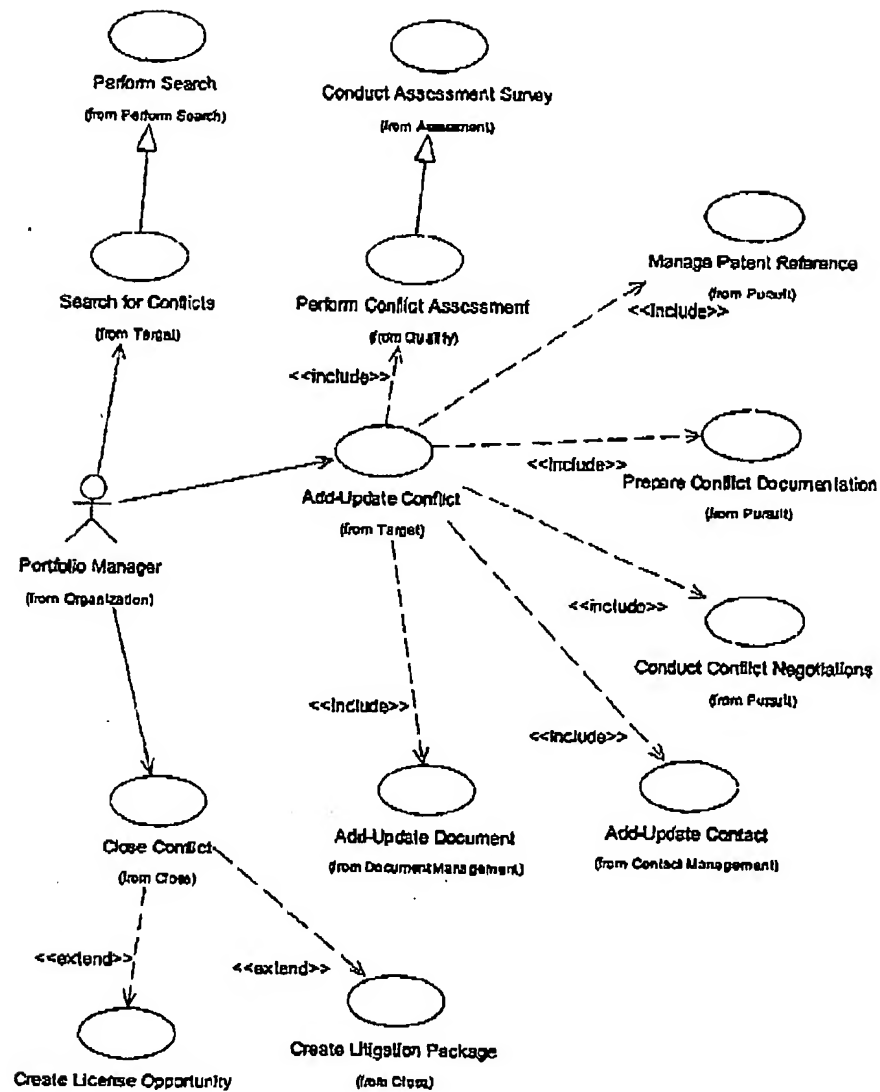 Perform Search
(from Perform Search)
Conduct Assessment Survey
(from Assessment)
Search for Conflicts
(from Target)
Perform Conflict Assessment
(from Qualify)
Manage Patent Reference
(from Pursuit)
<<include>>
<<include>>
<<include>>
Prepare Conflict Documentation
(from Pursuit)
Add-Update Conflict
(from Target)
Portfolio Manager
(from Organization)
<<include>>
Conduct Conflict Negotiations
(from Pursuit)
<<include>>
<<include>>
Close Conflict
(from Close)
Add-Update Document
(from Document Management)
Add-Update Contact
(from Contact Management)
<<extend>>
<<extend>>
Create License Opportunity
Create Litigation Package
(from Close)